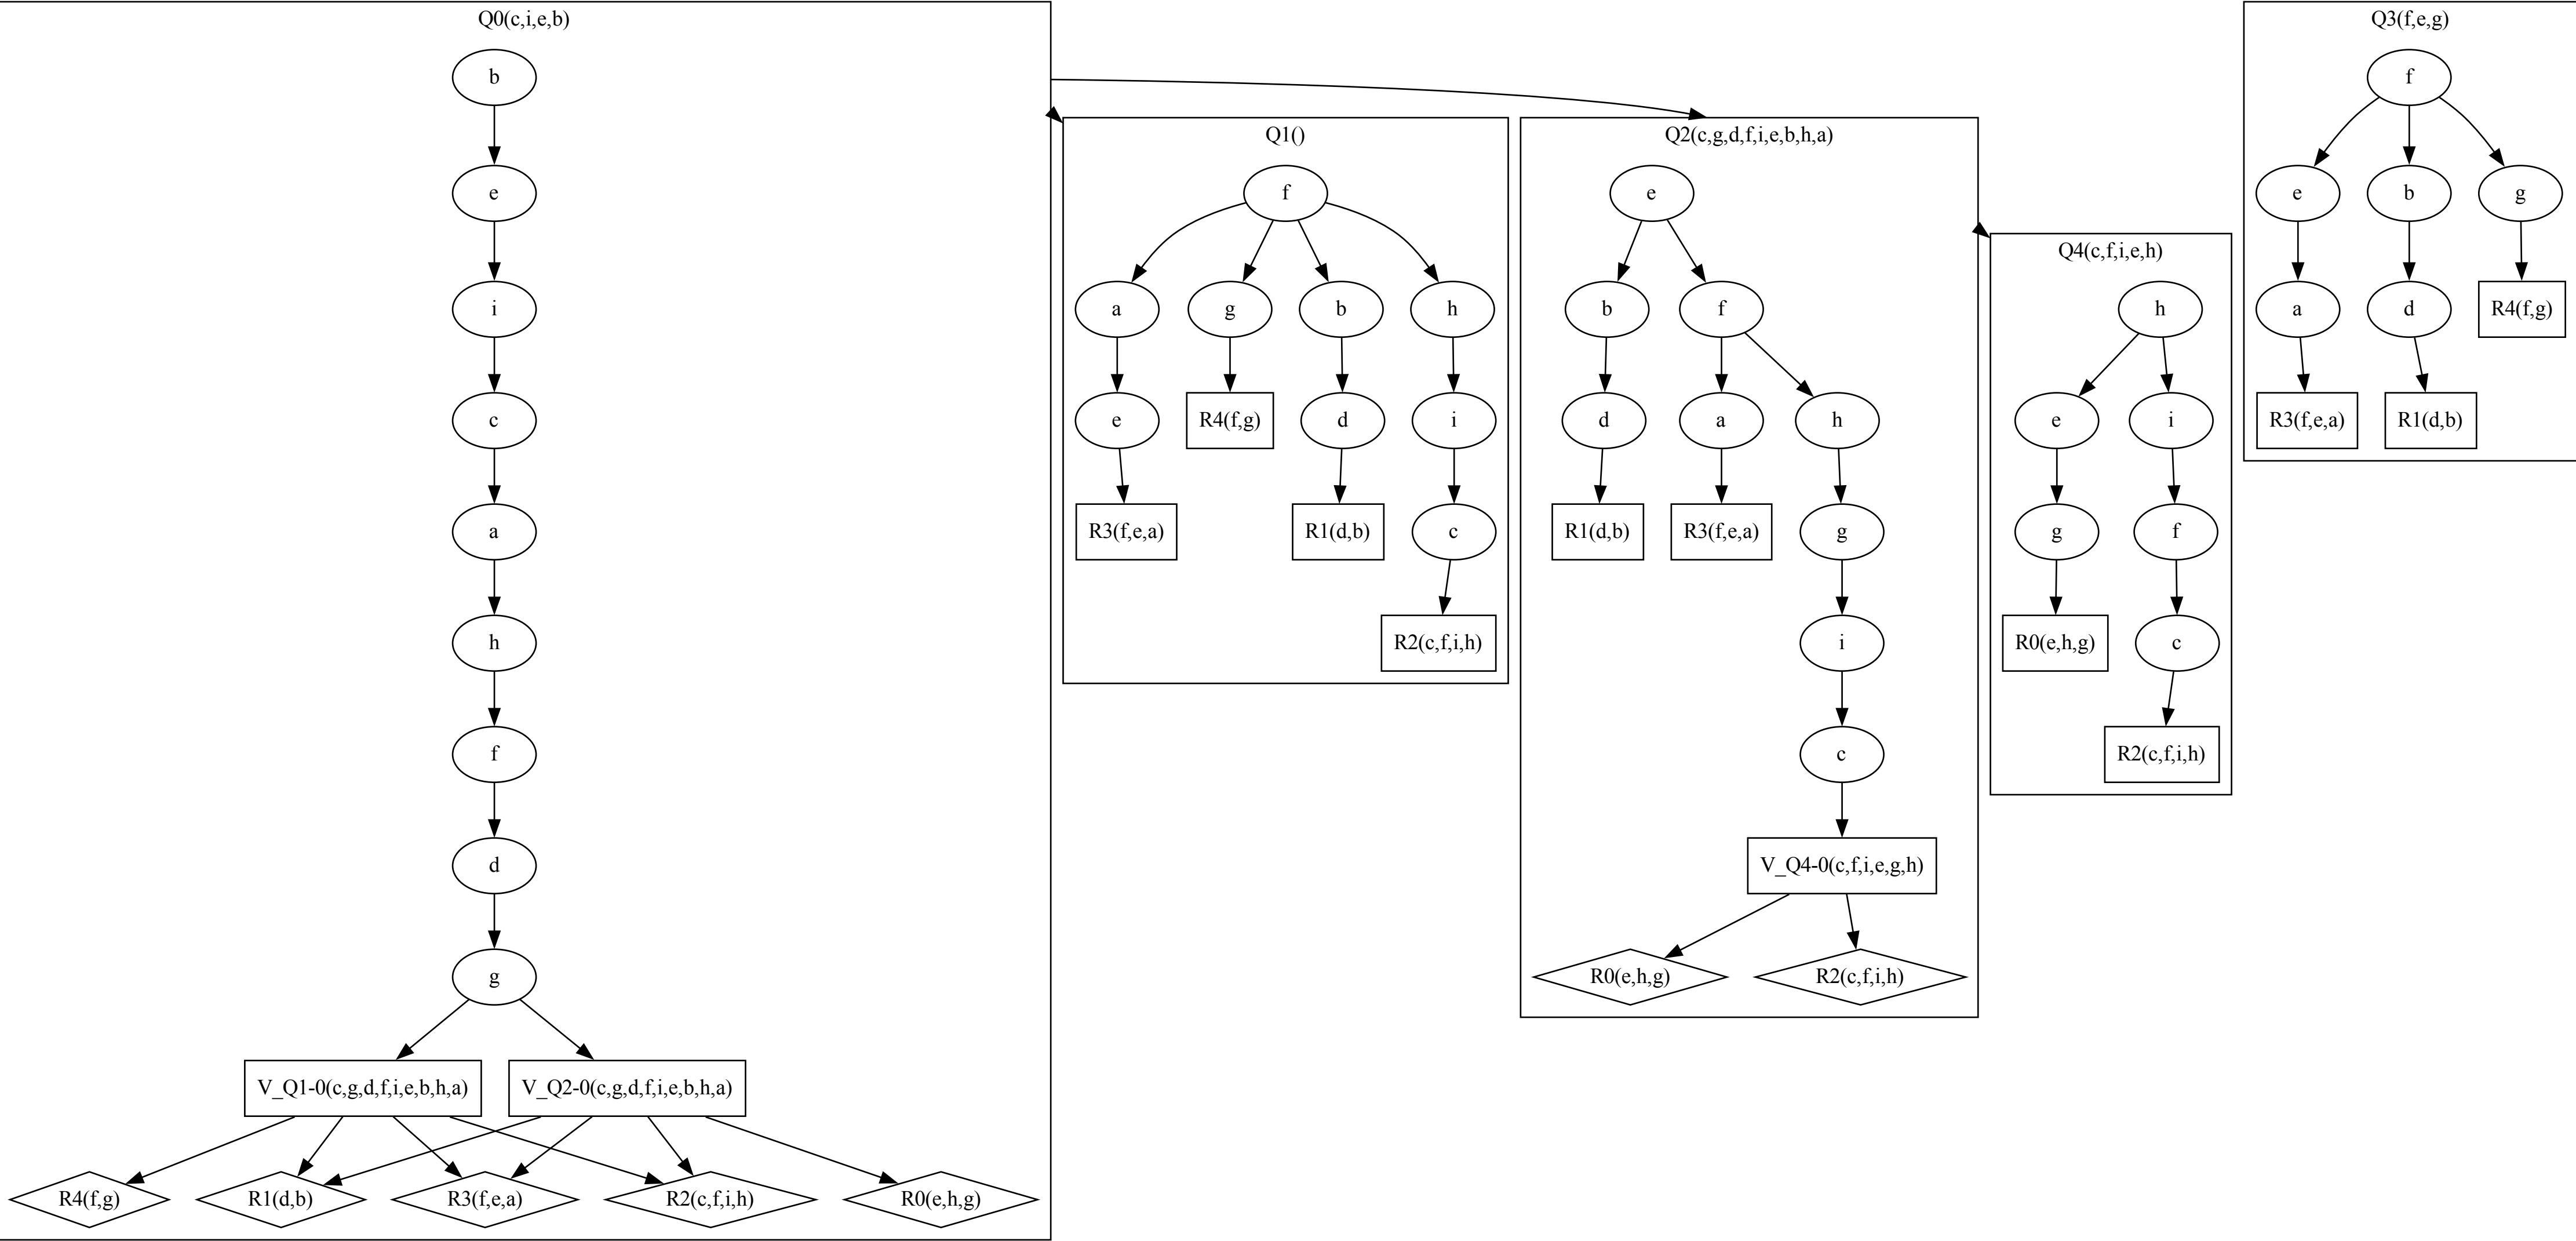 Q0(c,i,e,b)
b
e
i
c
a
h
f
d
g
V_Q1-0(c,g,d,f,i,e,b,h,a)
V_Q2-0(c,g,d,f,i,e,b,h,a)
R4(f,g)
R1(d,b)
R3(f,e,a)
R2(c,f,i,h)
R0(e,h,g)
Q1()
f
a
g
b
h
e
R4(f,g)
d
i
R3(f,e,a)
R1(d,b)
c
R2(c,f,i,h)
Q2(c,g,d,f,i,e,b,h,a)
e
b
f
d
a
h
R1(d,b)
R3(f,e,a)
g
i
c
V_Q4-0(c,f,i,e,g,h)
R0(e,h,g)
R2(c,f,i,h)
Q4(c,f,i,e,h)
h
e
i
g
f
R0(e,h,g)
c
R2(c,f,i,h)
Q3(f,e,g)
f
e
b
g
a
d
R4(f,g)
R3(f,e,a)
R1(d,b)